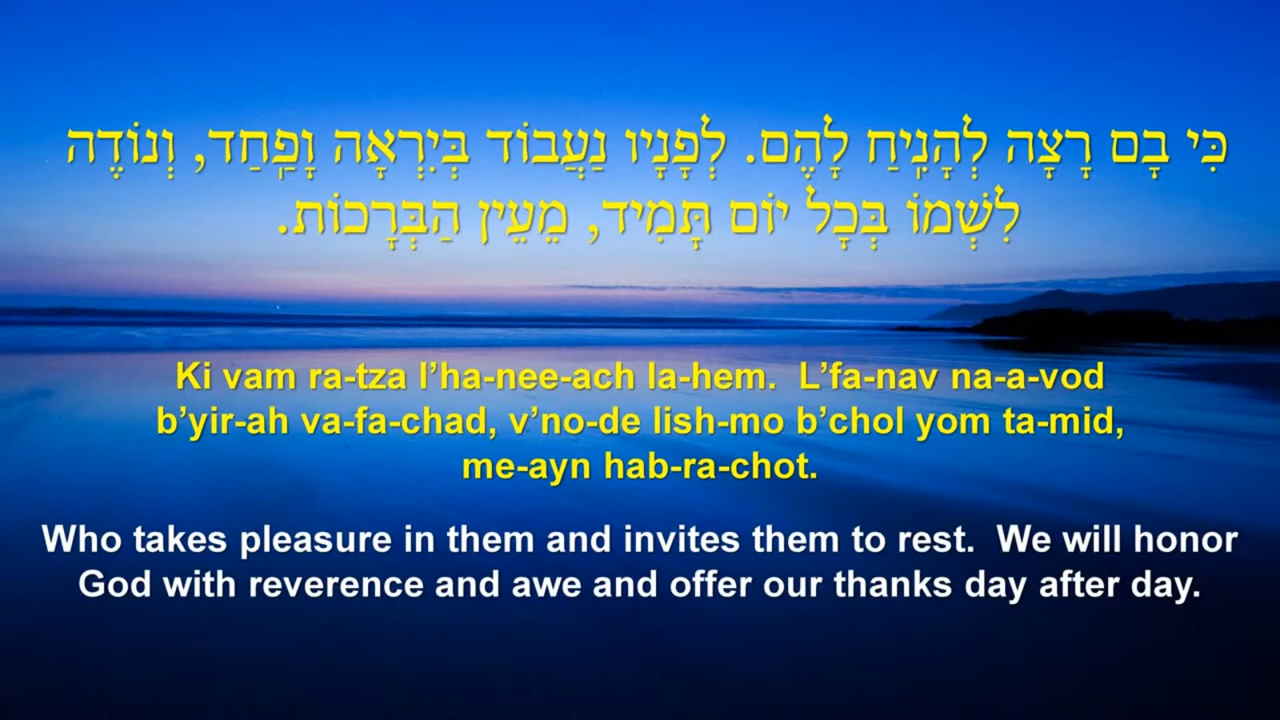 כִּי בָם רָצָה לְהָנִֽיחַ לָהֶם. לְפָנָיו נַעֲבוֹד בְּיִרְאָה וָפַֽחַד, וְנוֹדֶה
לִשְׁמוֹ בְּכָל יוֹם תָּמִיד, מֵעֵין הַבְּרָכוֹת.
Ki vam ra-tza l’ha-nee-ach la-hem. L’fa-nav na-a-vod
b’yir-ah va-fa-chad, v’no-de lish-mo b’chol yom ta-mid,
me-ayn hab-ra-chot.
Who takes pleasure in them and invites them to rest. We will honor
God with reverence and awe and offer our thanks day after day.